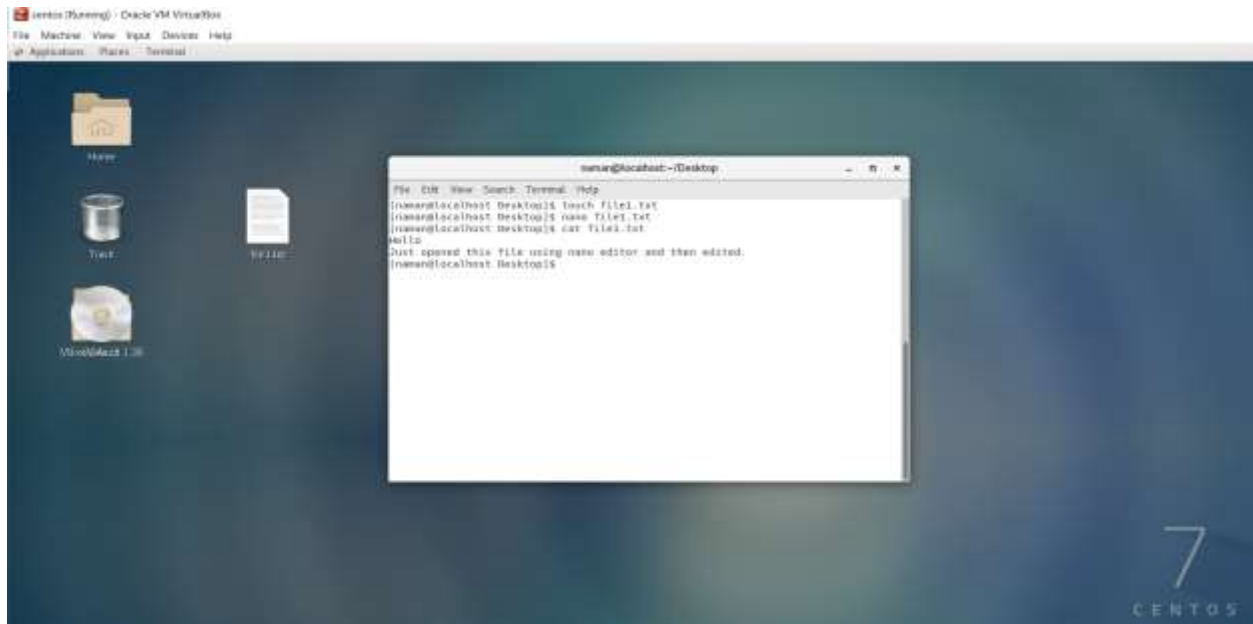 centos [Running] - Oracle VM VirtualBox
File Machine View Input Devices Help
Applications Places Terminal
Home
Trash
naman@localhost:~/Desktop
File Edit View Search Terminal Help
[naman@localhost Desktop]$ touch file1.txt
[naman@localhost Desktop]$ nano file1.txt
[naman@localhost Desktop]$ cat file1.txt
Hello
Just opened this file using nano editor and then edited.
[naman@localhost Desktop]$
7
CENTOS